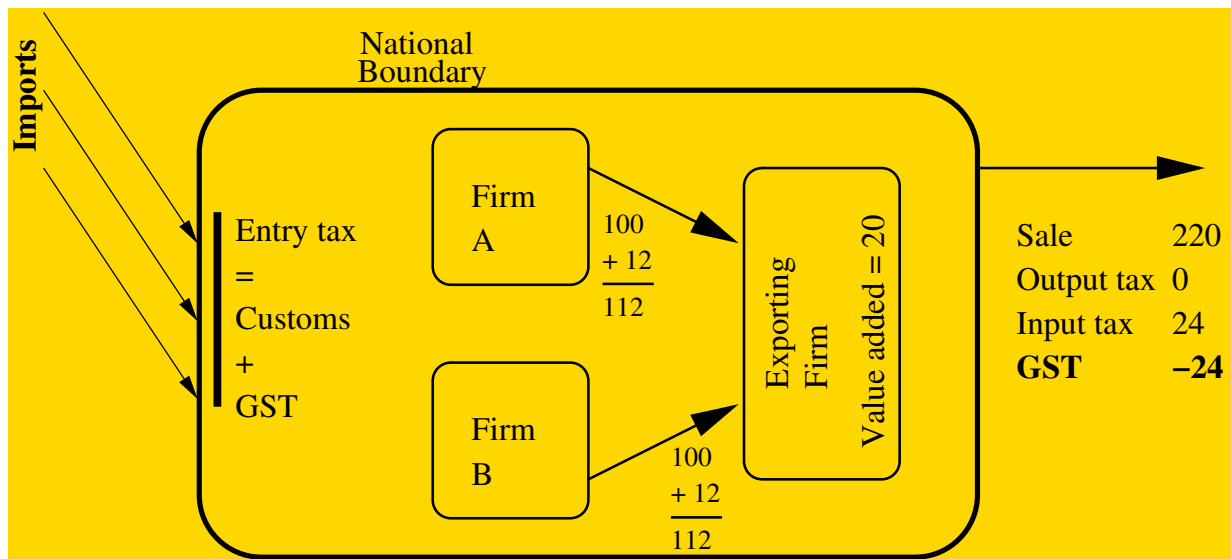 Imports
National
Boundary
Entry tax
=
Customs
+
GST
Firm
A
100
+ 12
112
Firm
B
100
+ 12
112
Exporting
Firm
Value added = 20
Sale 220
Output tax 0
Input tax 24
GST −24